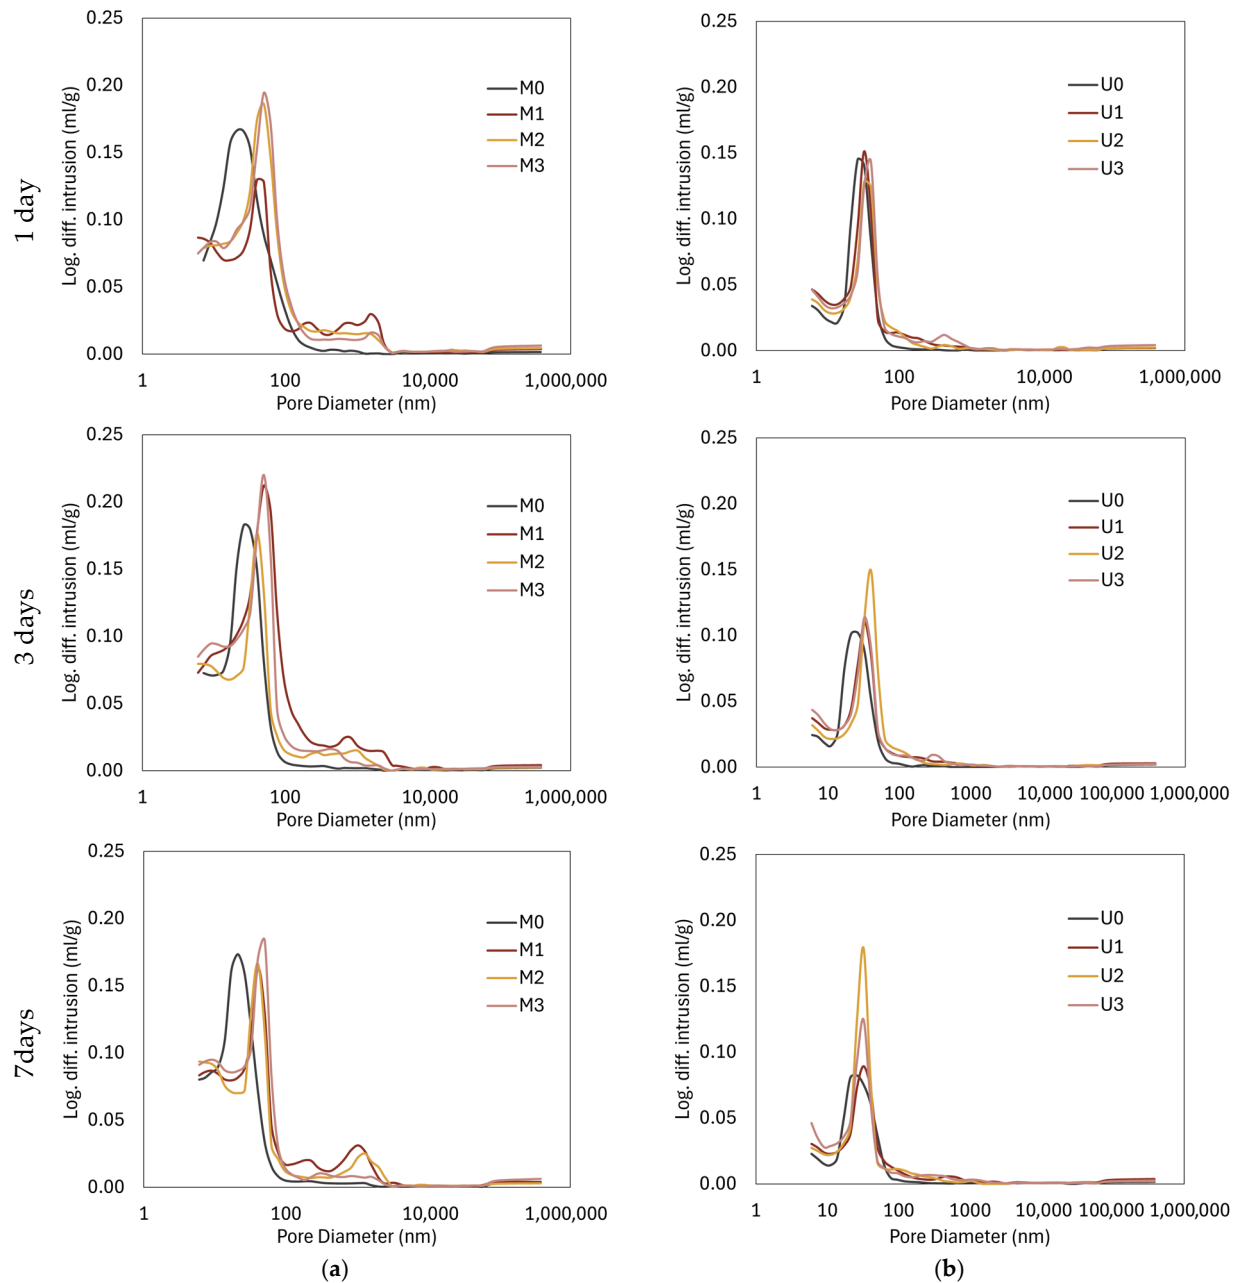 1 day
Log. diff. intrusion (ml/g)
0.25
0.20
0.15
0.10
0.05
0.00
1
100
10,000
1,000,000
Pore Diameter (nm)
M0
M1
M2
M3
Log. diff. intrusion (ml/g)
0.25
0.20
0.15
0.10
0.05
0.00
1
100
10,000
1,000,000
Pore Diameter (nm)
U0
U1
U2
U3
3 days
Log. diff. intrusion (ml/g)
0.25
0.20
0.15
0.10
0.05
0.00
1
100
10,000
1,000,000
Pore Diameter (nm)
M0
M1
M2
M3
Log. diff. intrusion (ml/g)
0.25
0.20
0.15
0.10
0.05
0.00
1
10
100
1000
10,000
100,000
1,000,000
Pore Diameter (nm)
U0
U1
U2
U3
7days
Log. diff. intrusion (ml/g)
0.25
0.20
0.15
0.10
0.05
0.00
1
100
10,000
1,000,000
Pore Diameter (nm)
M0
M1
M2
M3
Log. diff. intrusion (ml/g)
0.25
0.20
0.15
0.10
0.05
0.00
1
10
100
1000
10,000
100,000
1,000,000
Pore Diameter (nm)
U0
U1
U2
U3
(a)
(b)